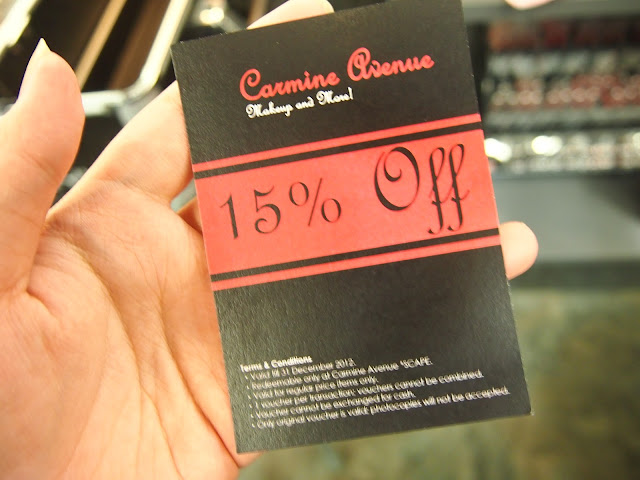 Carmine Avenue
Makeup and More!
15% Off
Terms & Conditions
• Valid till 31 December 2012.
• Redeemable only at Carmine Avenue *SCAPE.
• Valid for regular price items only.
• 1 Voucher per transaction; vouchers cannot be combined.
• Voucher cannot be exchanged for cash.
• Only original voucher is valid; photocopies will not be accepted.